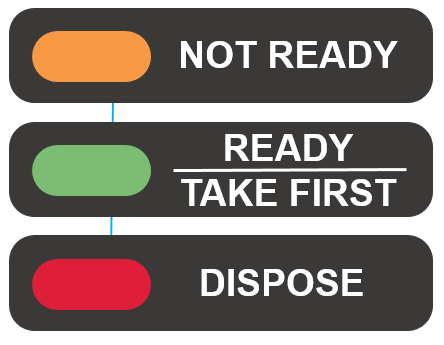 NOT READY
READY
TAKE FIRST
DISPOSE